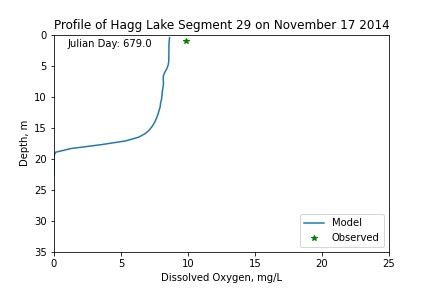 Profile of Hagg Lake Segment 29 on November 17 2014
Julian Day: 679.0
0
5
10
15
20
25
30
35
Depth, m
0 5 10 15 20 25
Dissolved Oxygen, mg/L
Model
Observed